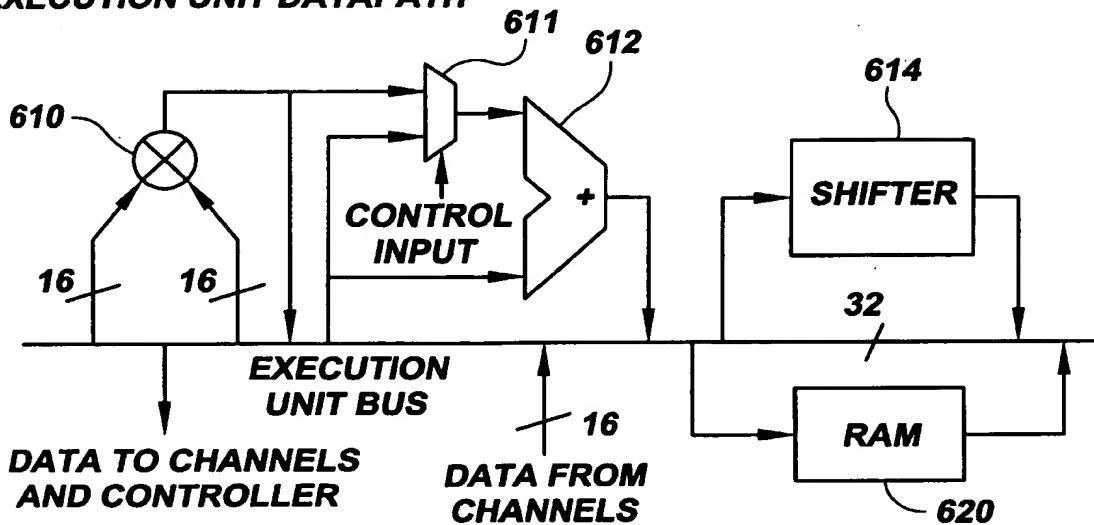 EXECUTION UNIT DATAPATH
611
612
614
610
SHIFTER
+
CONTROL
INPUT
16
16
32
EXECUTION
UNIT BUS
16
RAM
DATA TO CHANNELS
AND CONTROLLER
DATA FROM
CHANNELS
620